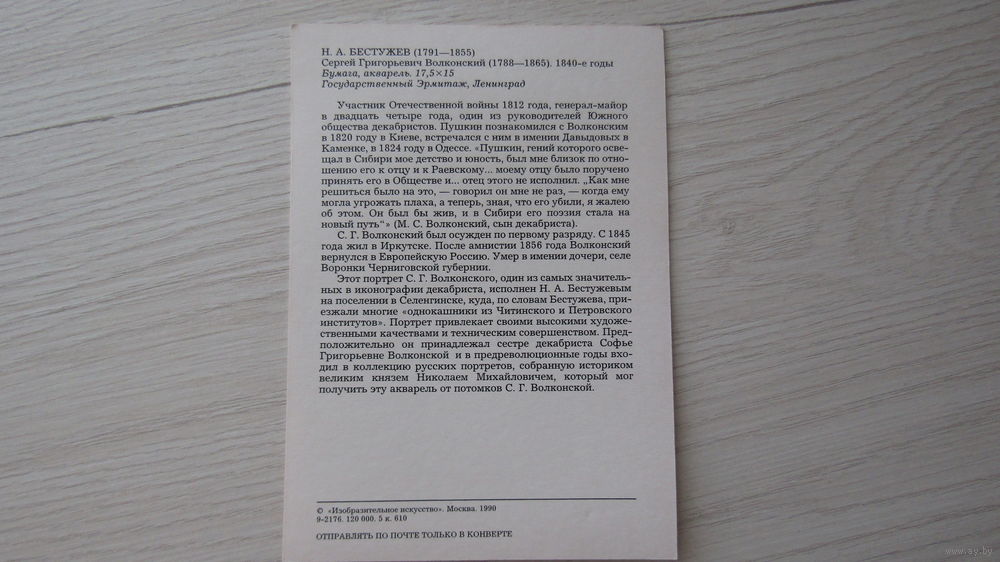 Н. А. БЕСТУЖЕВ (1791—1855)
Сергей Григорьевич Волконский (1788—1865). 1840-е годы
Бумага, акварель. 17,5×15
Государственный Эрмитаж, Ленинград
Участник Отечественной войны 1812 года, генерал-майор
в двадцать четыре года, один из руководителей Южного
общества декабристов. Пушкин познакомился с Волконским
в 1820 году в Киеве, встречался с ним в имении Давыдовых в
Каменке, в 1824 году в Одессе. «Пушкин, гений которого осве-
щал в Сибири мое детство и юность, был мне близок по отно-
шению его к отцу и к Раевскому... моему отцу было поручено
принять его в Обществе и... отец этого не исполнил. „Как мне
решиться было на это, — говорил он мне не раз, — когда ему
могла угрожать плаха, а теперь, зная, что его убили, я жалею
об этом. Он был бы жив, и в Сибири его поэзия стала на
новый путь“» (М. С. Волконский, сын декабриста).
С. Г. Волконский был осужден по первому разряду. С 1845
года жил в Иркутске. После амнистии 1856 года Волконский
вернулся в Европейскую Россию. Умер в имении дочери, селе
Воронки Черниговской губернии.
Этот портрет С. Г. Волконского, один из самых значитель-
ных в иконографии декабриста, исполнен Н. А. Бестужевым
на поселении в Селенгинске, куда, по словам Бестужева, при-
езжали многие «однокашники из Читинского и Петровского
институтов». Портрет привлекает своими высокими художе-
ственными качествами и техническим совершенством. Пред-
положительно он принадлежал сестре декабриста Софье
Григорьевне Волконской и в предреволюционные годы вхо-
дил в коллекцию русских портретов, собранную историком
великим князем Николаем Михайловичем, который мог
получить эту акварель от потомков С. Г. Волконской.
© «Изобразительное искусство». Москва. 1990
9-2176. 120 000. 5 к. 610
ОТПРАВЛЯТЬ ПО ПОЧТЕ ТОЛЬКО В КОНВЕРТЕ
www.ay.by